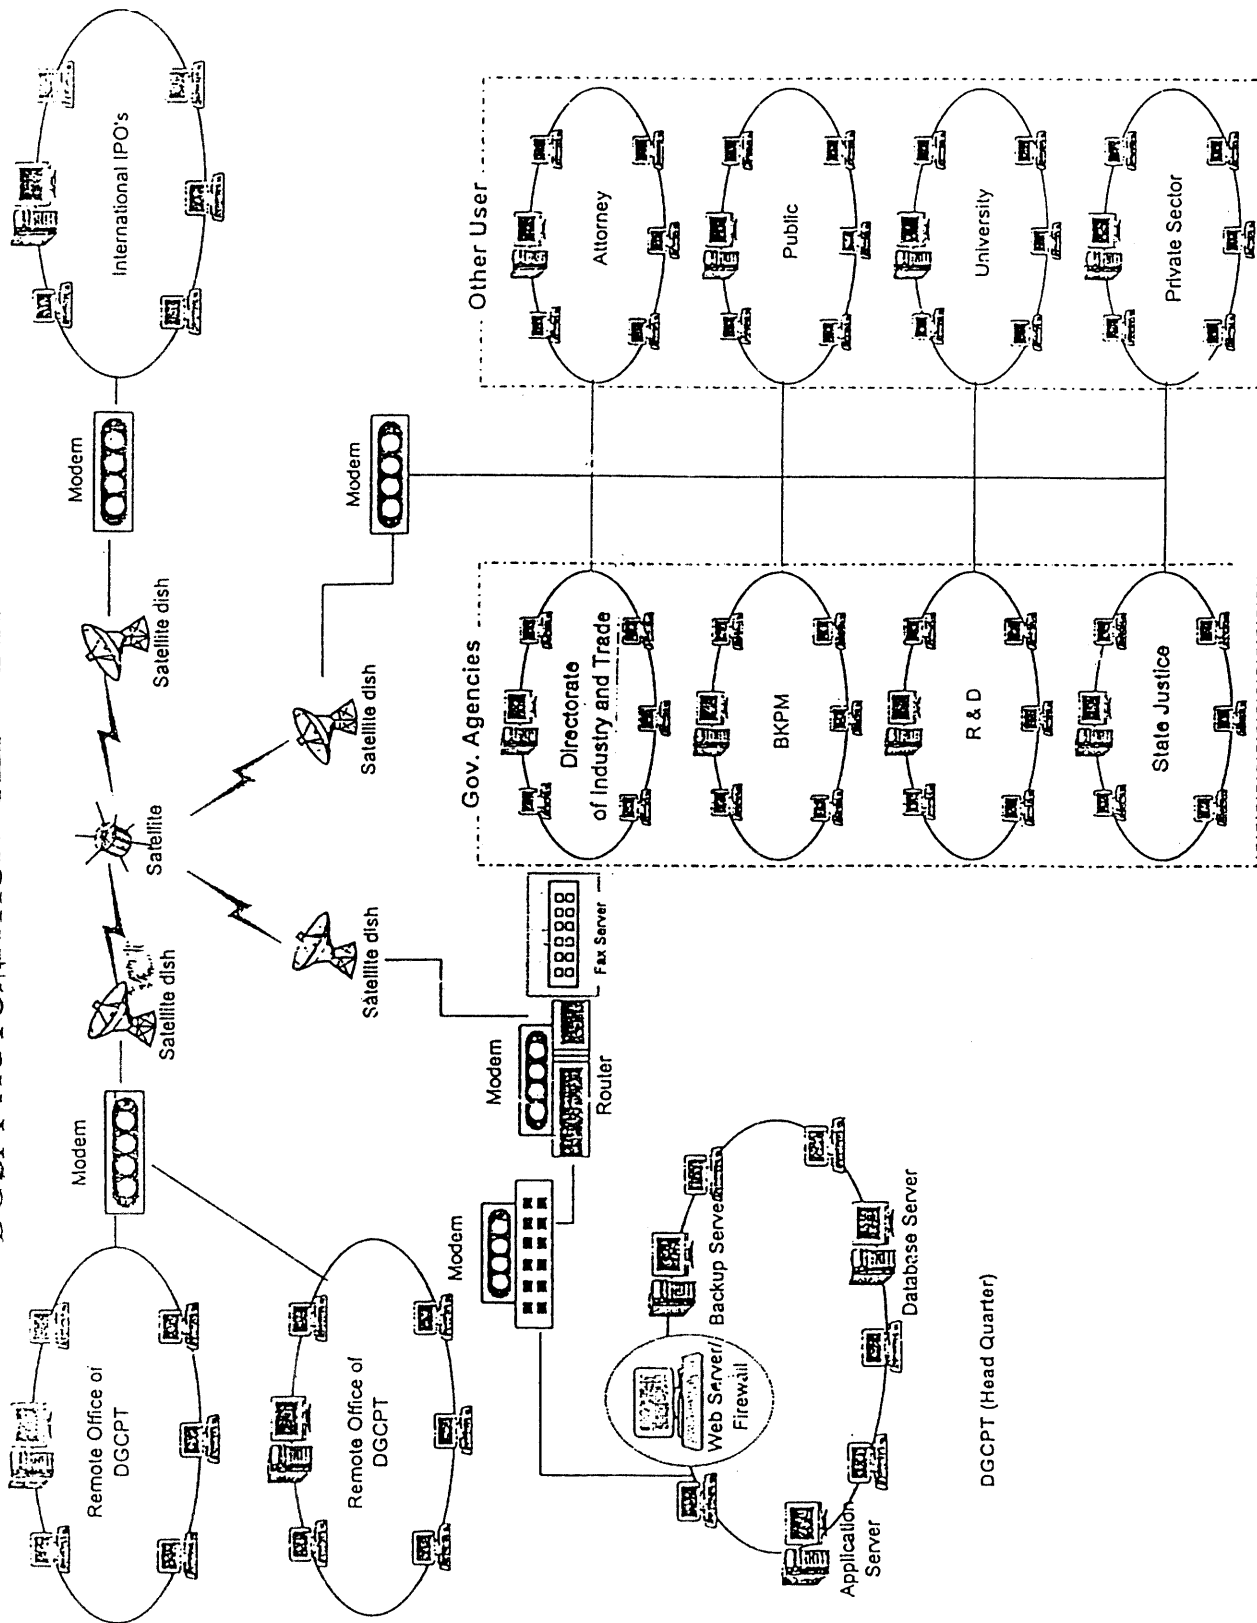 International IPO's
Modem
Satellite dish
Satellite
Satellite dish
Modem
Remote Office of
DGCPT
Remote Office of
DGCPT
Modem
Satellite dish
Satellite dish
Modem
Modem
Router
Fax Server
Web Server/
Firewall
Backup Server
Application
Server
Database Server
DGCPT (Head Quarter)
Gov. Agencies
Directorate
of Industry and Trade
BKPM
R & D
State Justice
Other User
Attorney
Public
University
Private Sector